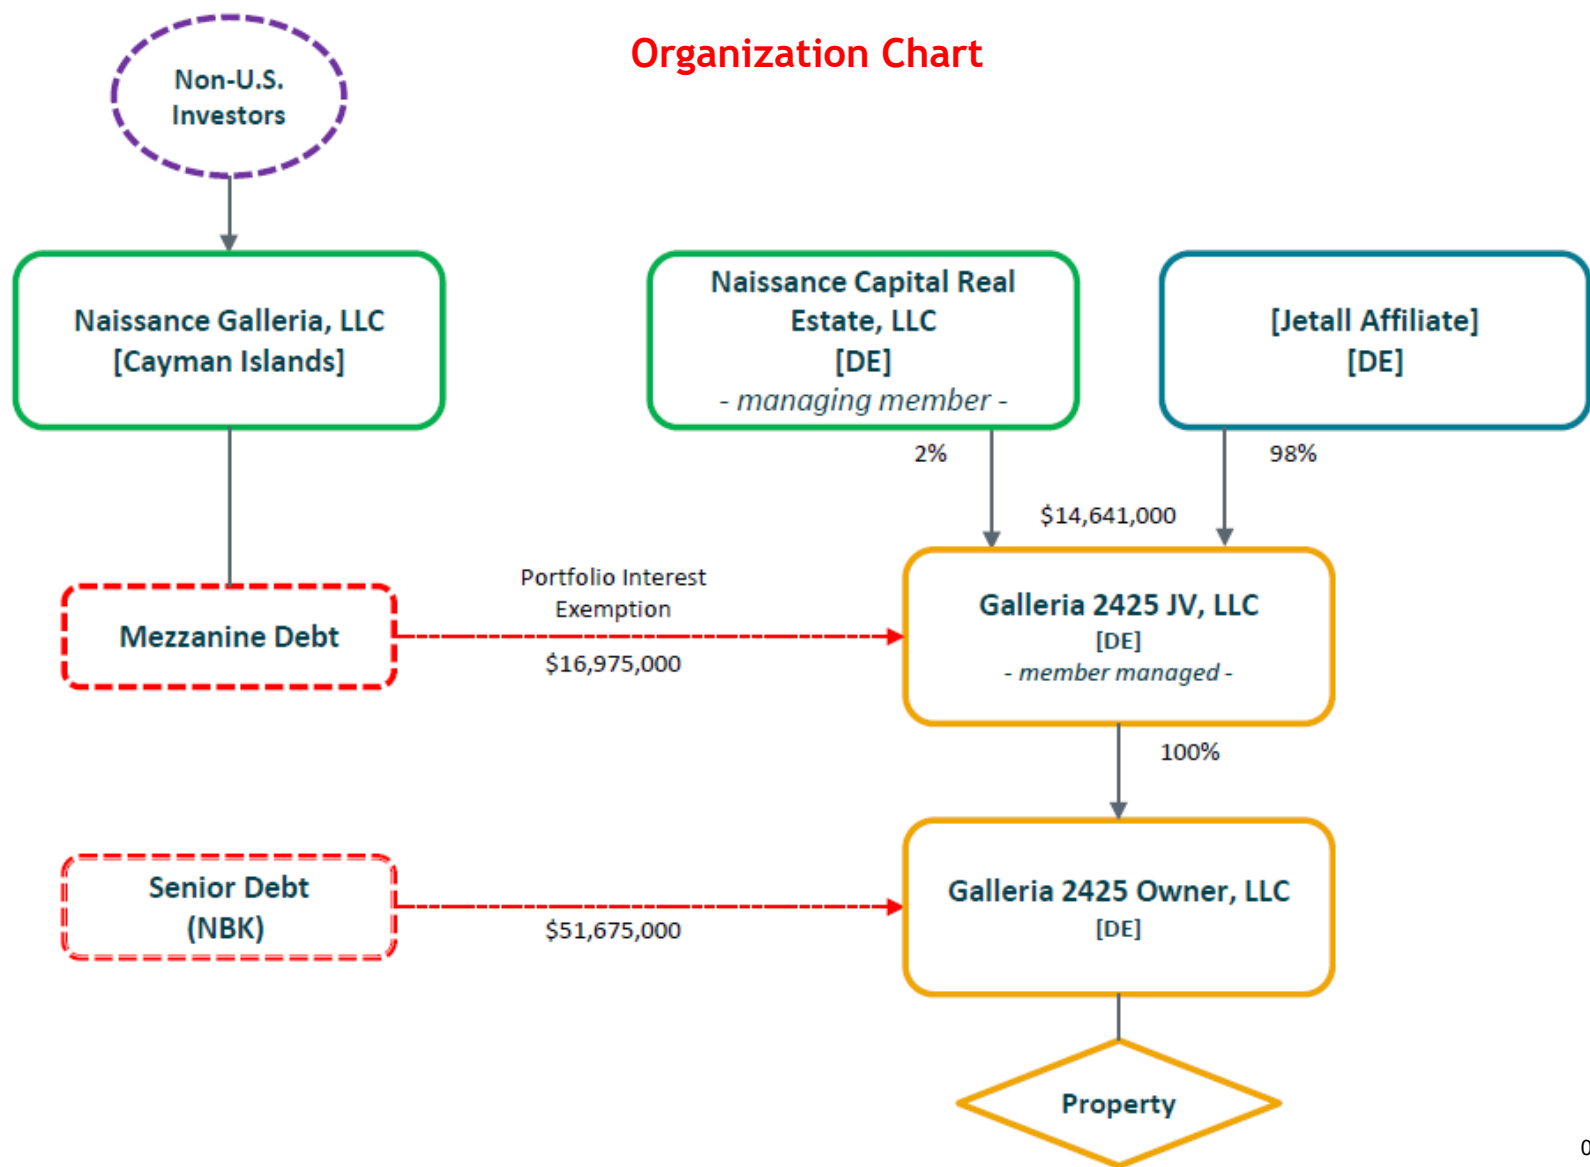 Organization Chart
Non-U.S.
Investors
Naissance Galleria, LLC
[Cayman Islands]
Naissance Capital Real
Estate, LLC
[DE]
- managing member -
[Jetall Affiliate]
[DE]
2%
98%
$14,641,000
Mezzanine Debt
Portfolio Interest
Exemption
$16,975,000
Galleria 2425 JV, LLC
[DE]
- member managed -
100%
Senior Debt
(NBK)
$51,675,000
Galleria 2425 Owner, LLC
[DE]
Property
0